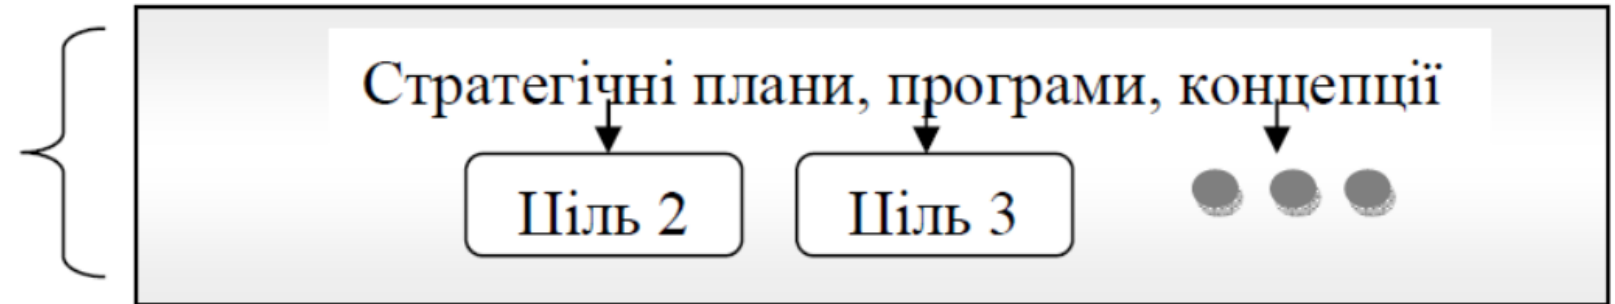 Стратегічні плани, програми, концепції
Ціль 2 Ціль 3